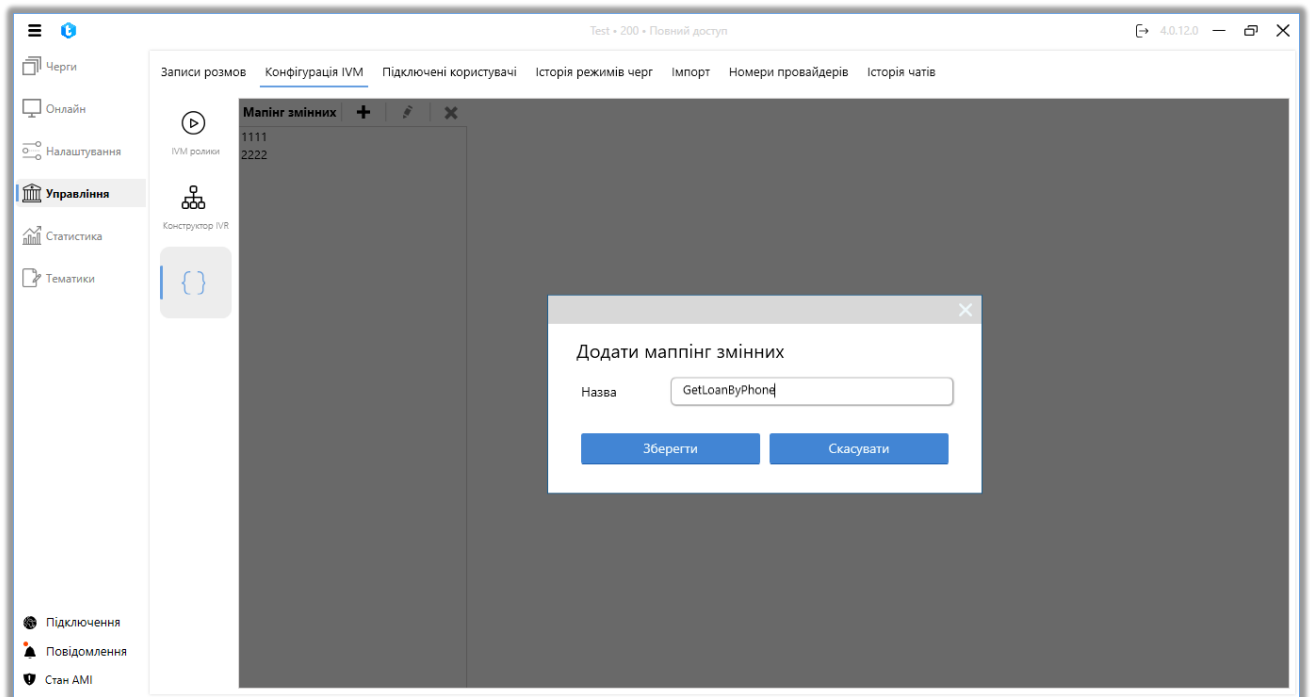 Test • 200 • Повний доступ
4.0.12.0
Черги
Онлайн
Налаштування
Управління
Статистика
Тематики
Підключення
Повідомлення
Стан AMI
Записи розмов Конфігурація IVM Підключені користувачі Історія режимів черг Імпорт Номери провайдерів Історія чатів
IVM ролики
Конструктор IVR
{ }
Мапінг змінних
1111
2222
Додати маппінг змінних
Назва GetLoanByPhone
Зберегти Скасувати